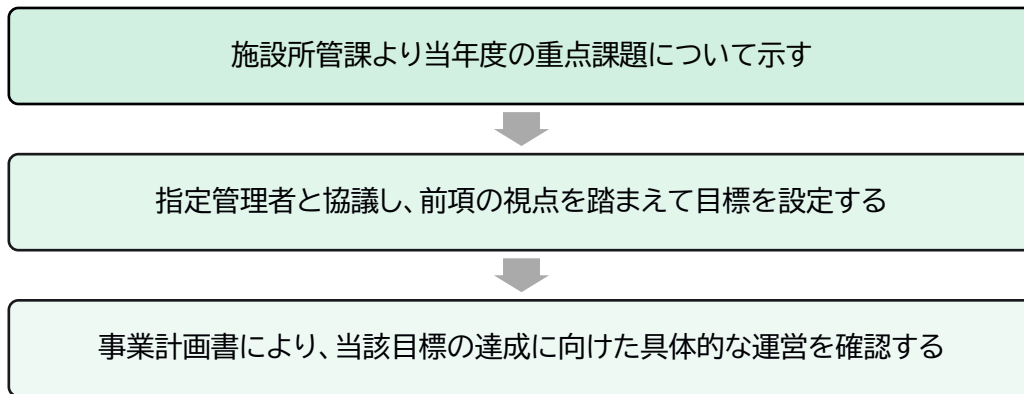 施設所管課より当年度の重点課題について示す
指定管理者と協議し、前項の視点を踏まえて目標を設定する
事業計画書により、当該目標の達成に向けた具体的な運営を確認する